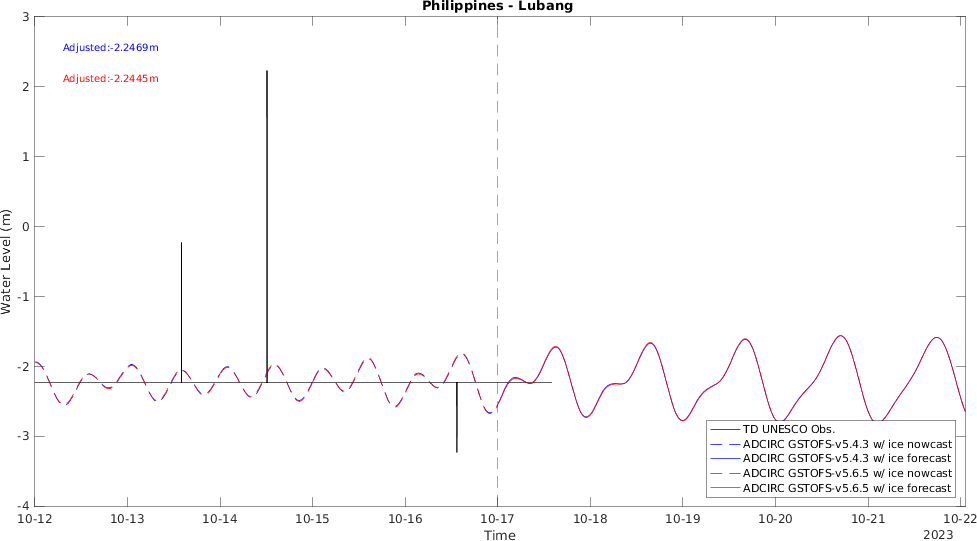 Philippines - Lubang
Adjusted:-2.2469m
Adjusted:-2.2445m
Water Level (m)
3
2
1
0
-1
-2
-3
-4
TD UNESCO Obs.
ADCIRC GSTOFS-v5.4.3 w/ ice nowcast
ADCIRC GSTOFS-v5.4.3 w/ ice forecast
ADCIRC GSTOFS-v5.6.5 w/ ice nowcast
ADCIRC GSTOFS-v5.6.5 w/ ice forecast
10-12 10-13 10-14 10-15 10-16 10-17 10-18 10-19 10-20 10-21 10-22
Time
2023